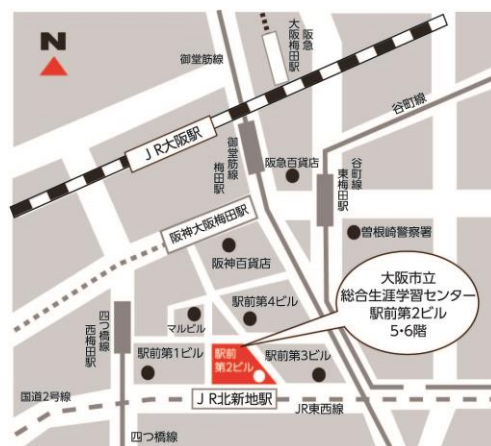 N
御堂筋線
阪急
大阪梅田駅
谷町線
JR大阪駅
御堂筋線
梅田駅
阪急百貨店
谷町線
東梅田駅
阪神大阪梅田駅
曽根崎警察署
阪神百貨店
大阪市立
総合生涯学習センター
駅前第2ビル
5・6階
四つ橋線
西梅田駅
マルビル
駅前第4ビル
駅前第1ビル
駅前
第2ビル
駅前第3ビル
国道2号線
JR北新地駅
JR東西線
四つ橋線